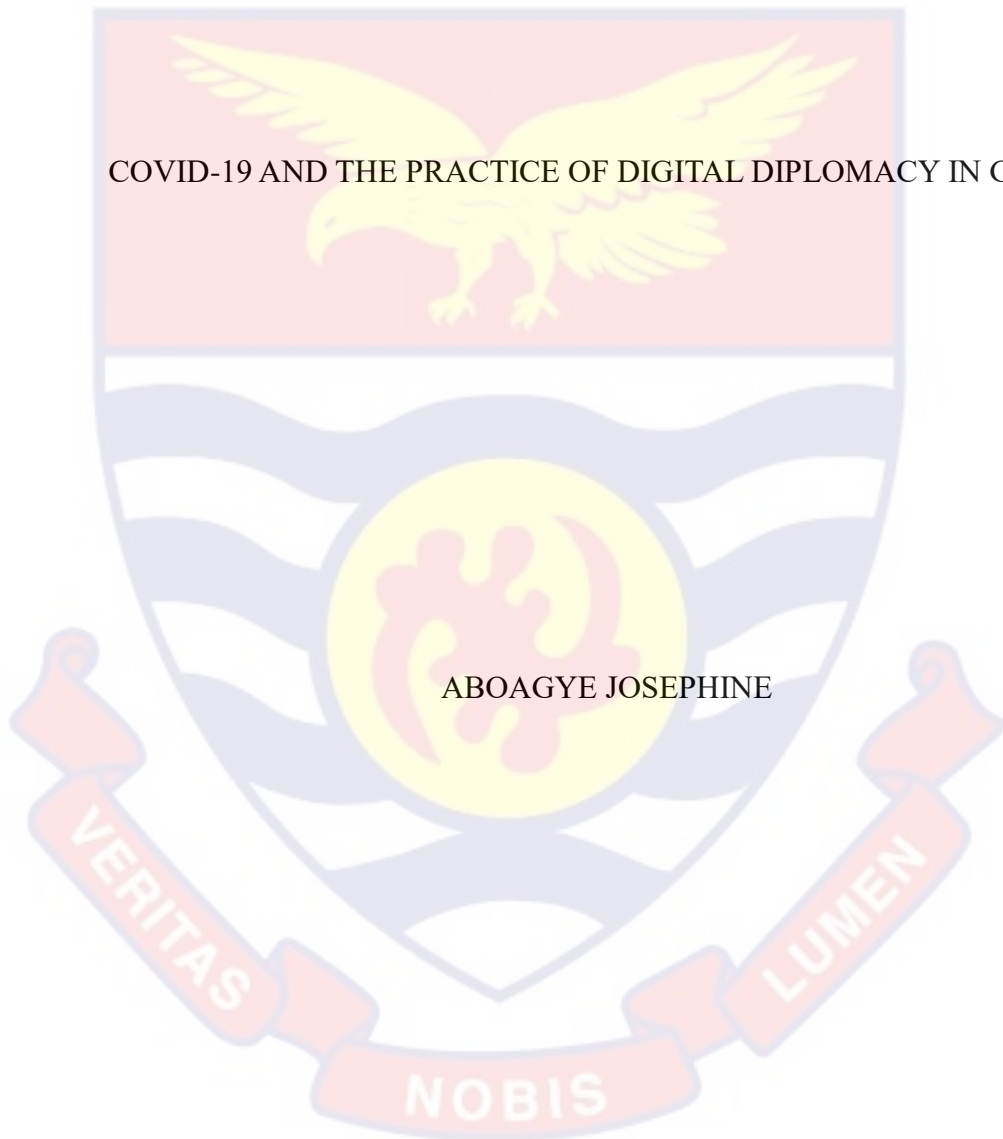 COVID-19 AND THE PRACTICE OF DIGITAL DIPLOMACY IN
ABOAGYE JOSEPHINE
VERITAS
NOBIS
LUMEN